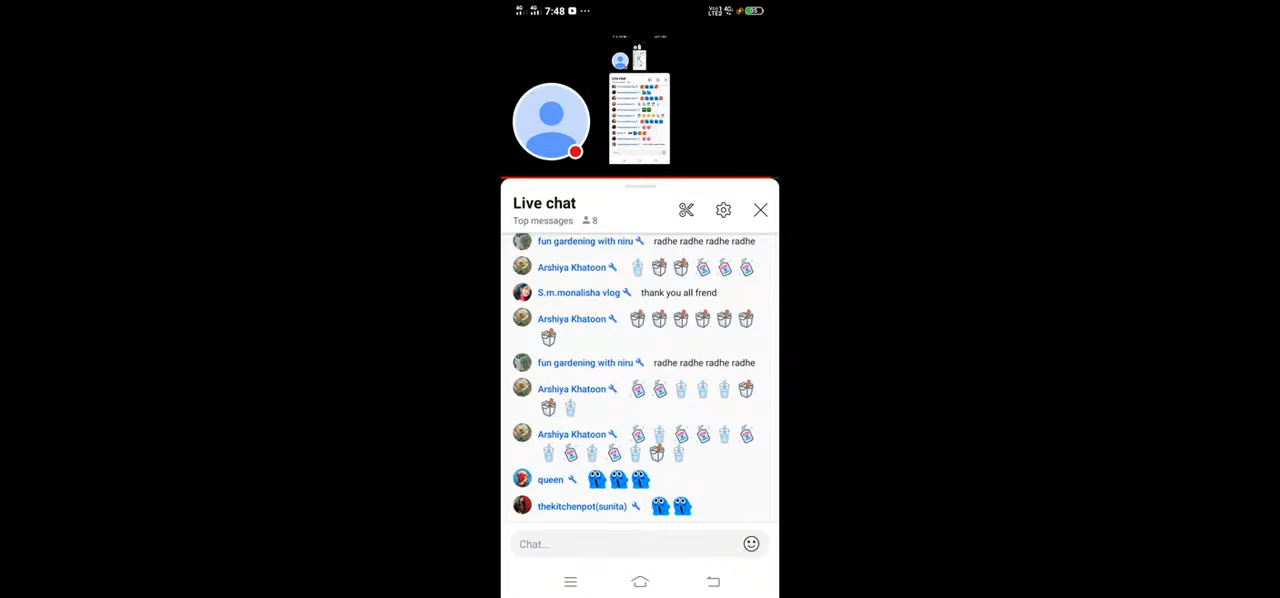 7:48
Live chat
Top messages 8
fun gardening with niru radhe radhe radhe radhe
Arshiya Khatoon
S.m.monalisha vlog thank you all frend
Arshiya Khatoon
fun gardening with niru radhe radhe radhe radhe
Arshiya Khatoon
Arshiya Khatoon
queen
thekitchenpot(sunita)
Chat...